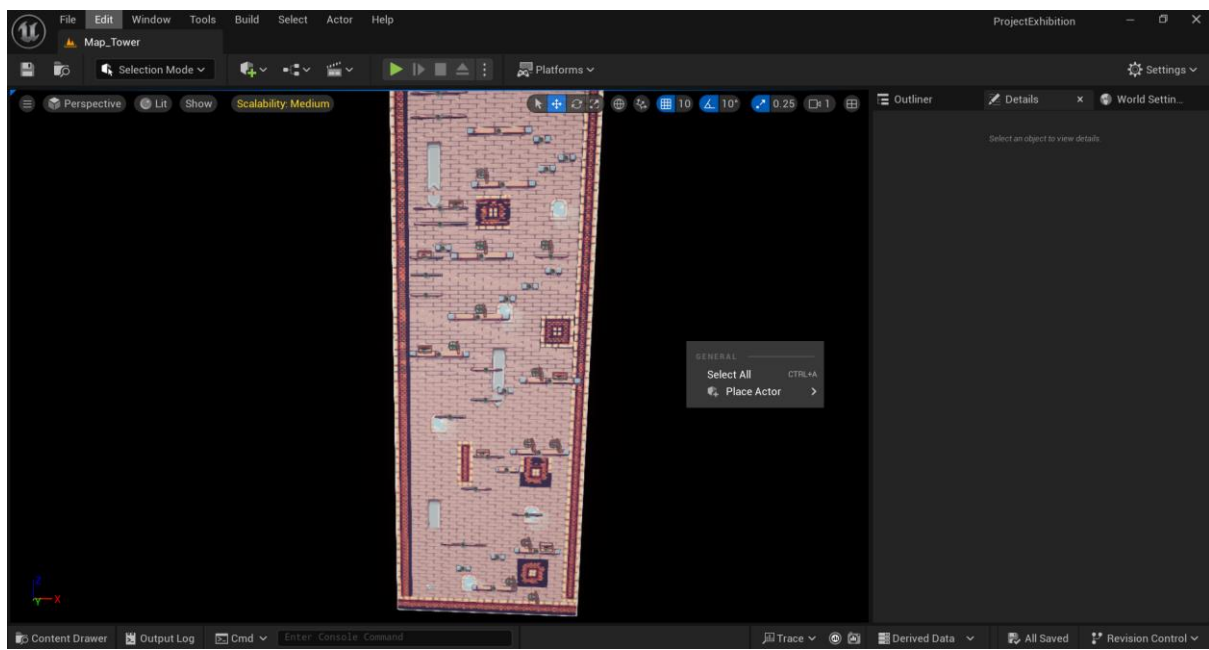 File Edit Window Tools Build Select Actor Help
ProjectExhibition
Map_Tower
Selection Mode
Platforms
Settings
Perspective Lit Show Scalability: Medium
10 10° 0.25 1
Outliner Details World Settin...
Select an object to view details.
GENERAL
Select All CTRL+A
Place Actor
Z
Y X
Content Drawer Output Log Cmd Enter Console Command Trace Derived Data All Saved Revision Control